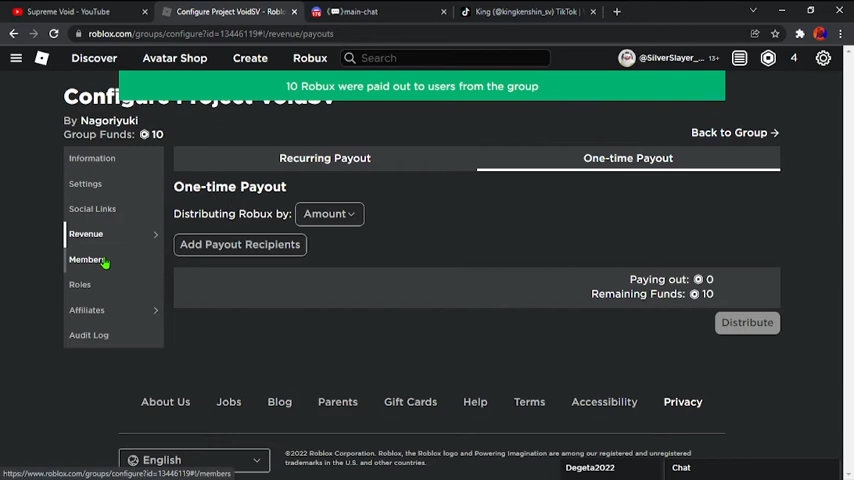 Supreme Void - YouTube
Configure Project VoidSV - Roblo
178
main-chat
King (@kingkenshin_sv) TikTok |
roblox.com/groups/configure?id=13446119#!/revenue/payouts
Discover
Avatar Shop
Create
Robux
Search
@SilverSlayer_...
13+
4
10 Robux were paid out to users from the group
Configure Project VoidSV
By Nagoriyuki
Group Funds: 10
Back to Group
Information
Settings
Social Links
Revenue
Members
Roles
Affiliates
Audit Log
Recurring Payout
One-time Payout
One-time Payout
Distributing Robux by: Amount
Add Payout Recipients
Paying out: 0
Remaining Funds: 10
Distribute
About Us
Jobs
Blog
Parents
Gift Cards
Help
Terms
Accessibility
Privacy
English
©2022 Roblox Corporation. Roblox, the Roblox logo and Powering Imagination are among our registered and unregistered
trademarks in the U.S. and other countries.
Degeta2022
Chat
https://www.roblox.com/groups/configure?id=13446119#!/members